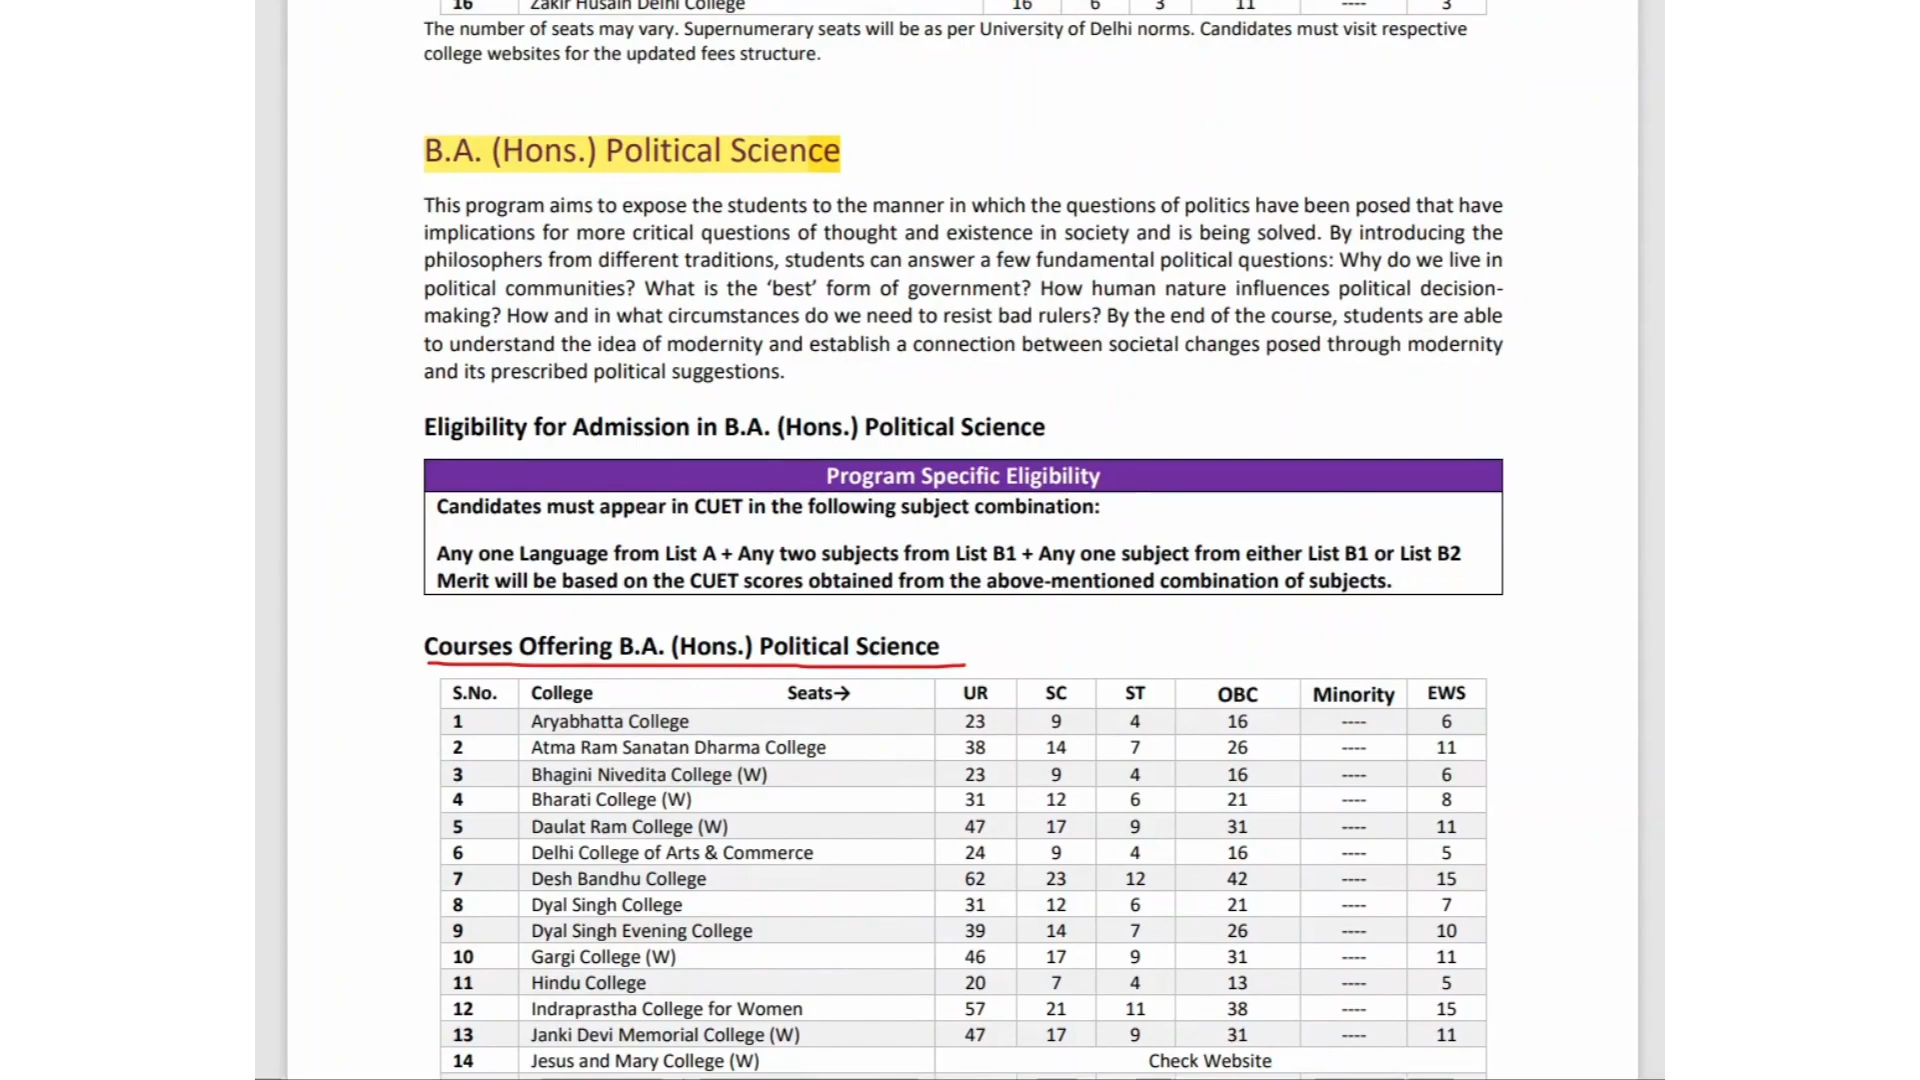 16 Zakir Husain Delhi College 16 6 3 11 ---- 3
The number of seats may vary. Supernumerary seats will be as per University of Delhi norms. Candidates must visit respective
college websites for the updated fees structure.
B.A. (Hons.) Political Science
This program aims to expose the students to the manner in which the questions of politics have been posed that have
implications for more critical questions of thought and existence in society and is being solved. By introducing the
philosophers from different traditions, students can answer a few fundamental political questions: Why do we live in
political communities? What is the ‘best’ form of government? How human nature influences political decision-
making? How and in what circumstances do we need to resist bad rulers? By the end of the course, students are able
to understand the idea of modernity and establish a connection between societal changes posed through modernity
and its prescribed political suggestions.
Eligibility for Admission in B.A. (Hons.) Political Science
Program Specific Eligibility
Candidates must appear in CUET in the following subject combination:
Any one Language from List A + Any two subjects from List B1 + Any one subject from either List B1 or List B2
Merit will be based on the CUET scores obtained from the above-mentioned combination of subjects.
Courses Offering B.A. (Hons.) Political Science
S.No. College Seats→ UR SC ST OBC Minority EWS
1 Aryabhatta College 23 9 4 16 ---- 6
2 Atma Ram Sanatan Dharma College 38 14 7 26 ---- 11
3 Bhagini Nivedita College (W) 23 9 4 16 ---- 6
4 Bharati College (W) 31 12 6 21 ---- 8
5 Daulat Ram College (W) 47 17 9 31 ---- 11
6 Delhi College of Arts & Commerce 24 9 4 16 ---- 5
7 Desh Bandhu College 62 23 12 42 ---- 15
8 Dyal Singh College 31 12 6 21 ---- 7
9 Dyal Singh Evening College 39 14 7 26 ---- 10
10 Gargi College (W) 46 17 9 31 ---- 11
11 Hindu College 20 7 4 13 ---- 5
12 Indraprastha College for Women 57 21 11 38 ---- 15
13 Janki Devi Memorial College (W) 47 17 9 31 ---- 11
14 Jesus and Mary College (W) Check Website